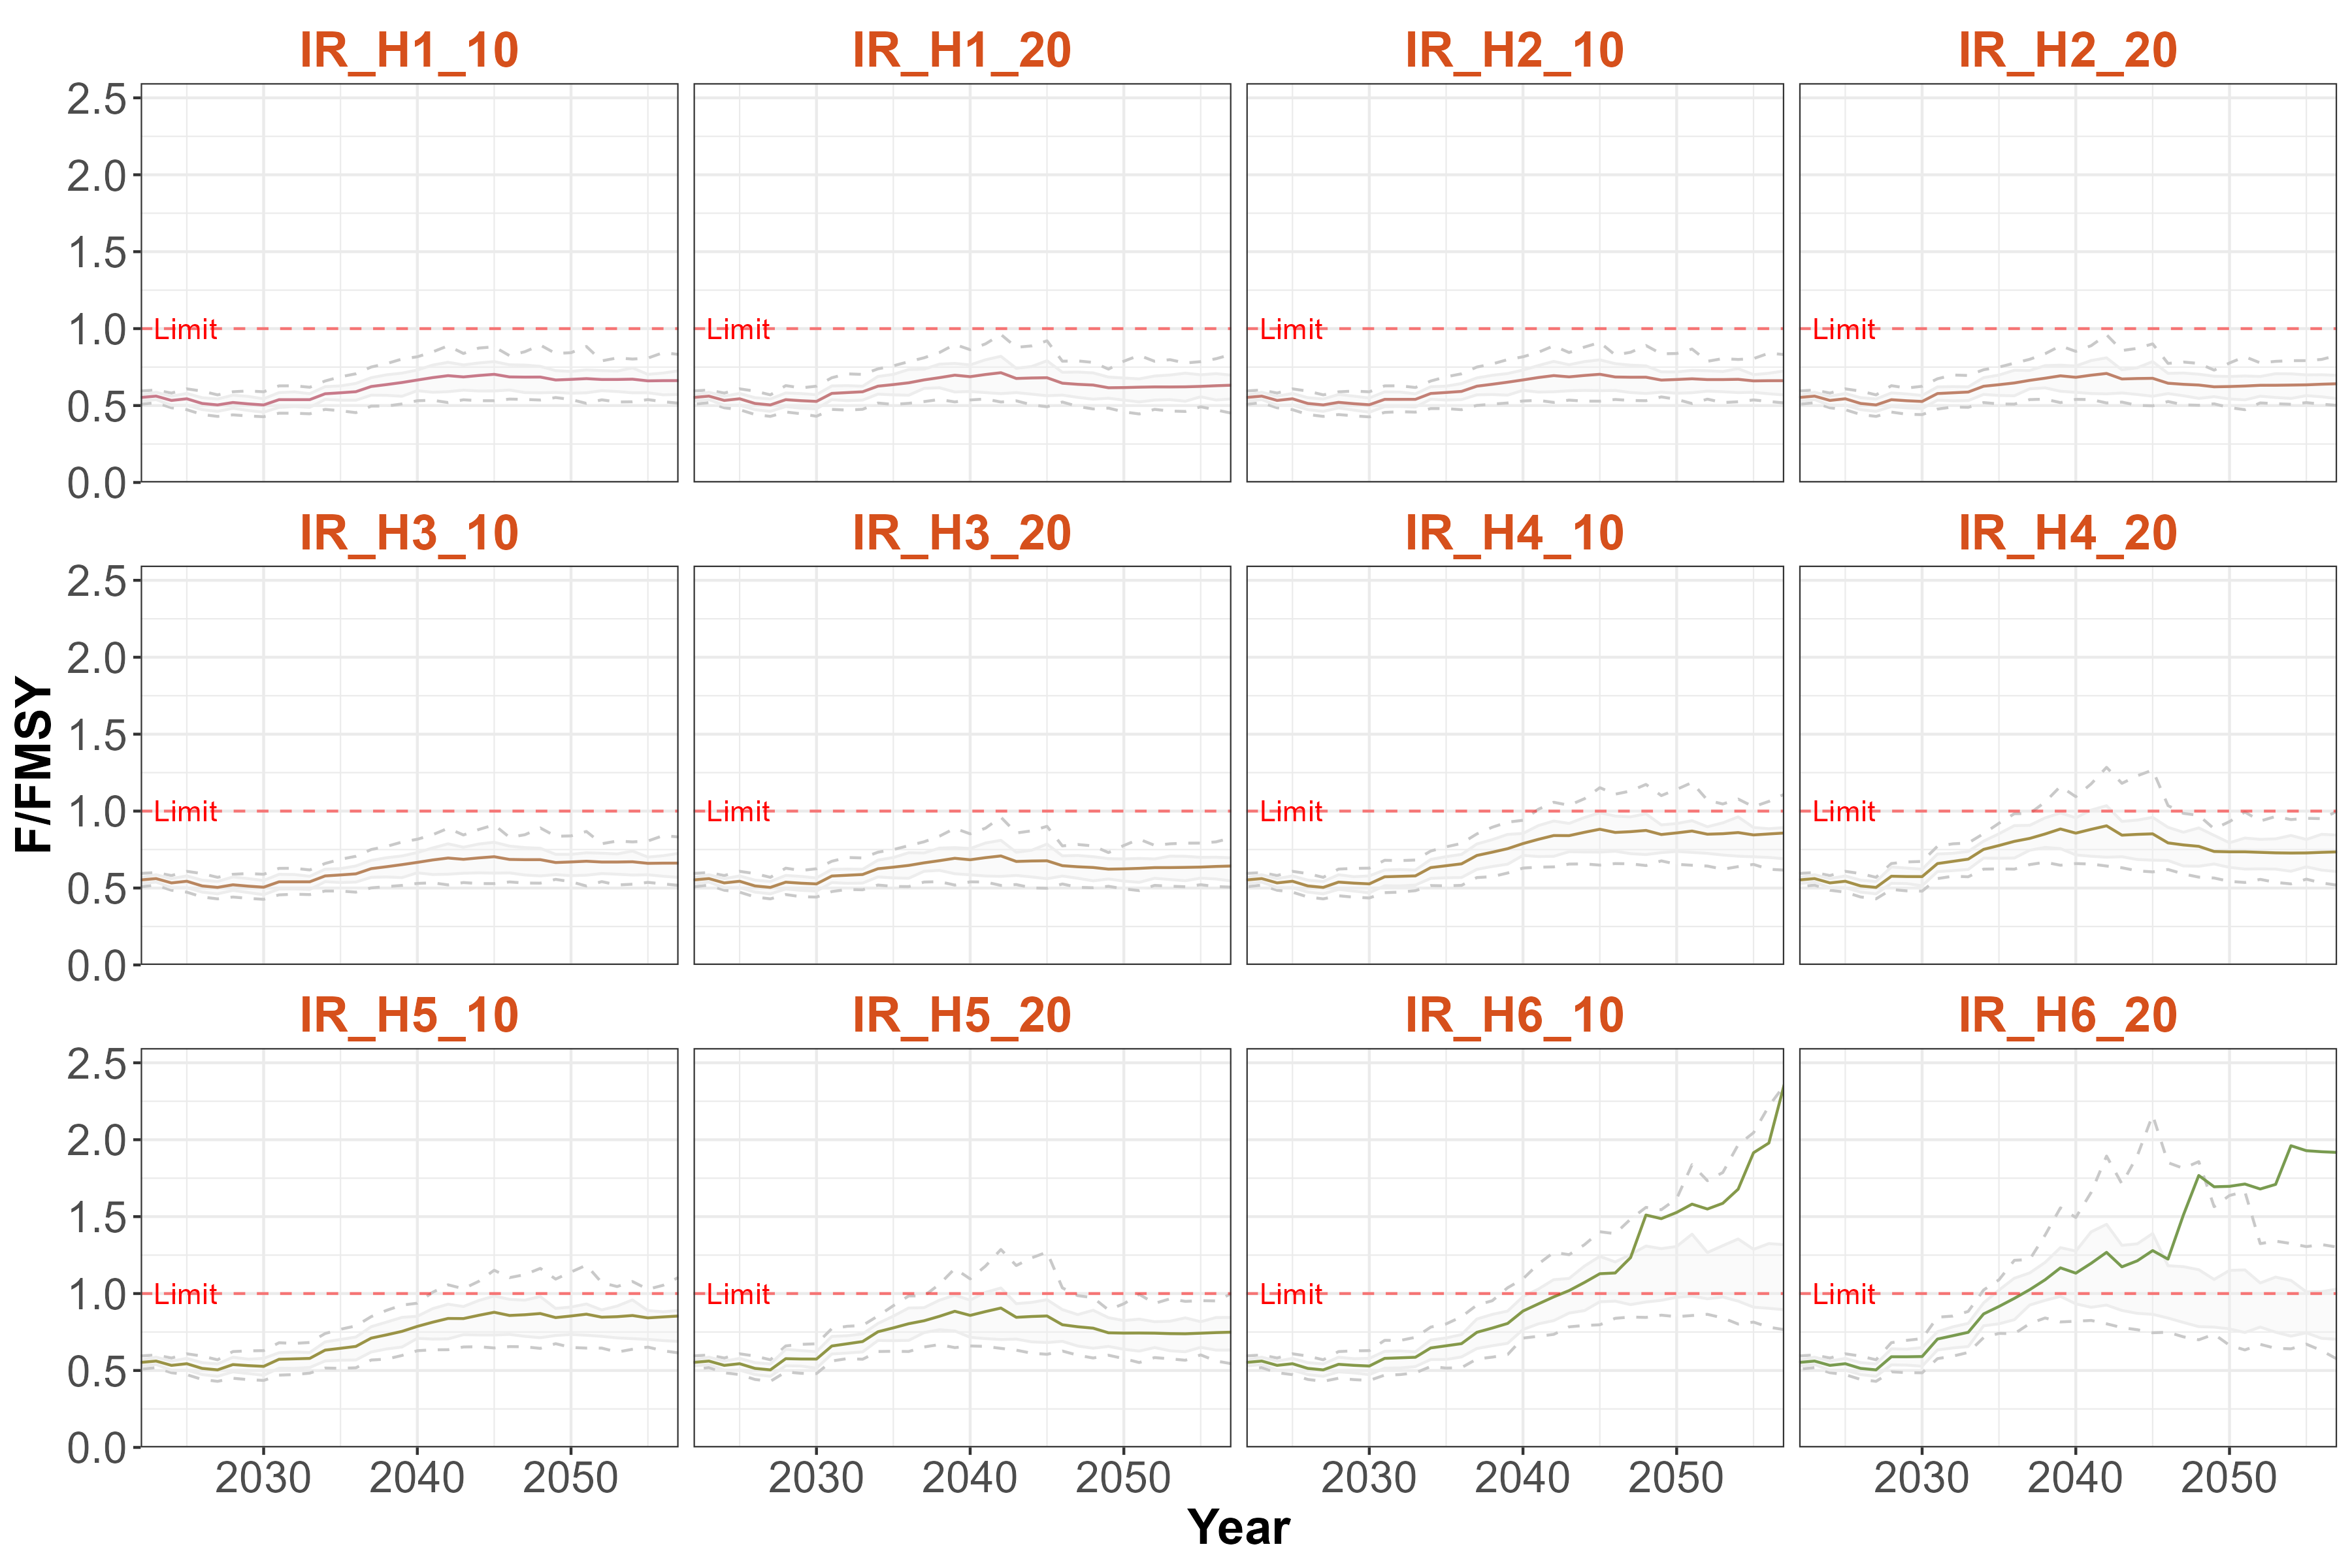 IR_H1_10 IR_H1_20 IR_H2_10 IR_H2_20
2.5
2.0
1.5
1.0 Limit Limit Limit Limit
0.5
0.0
IR_H3_10 IR_H3_20 IR_H4_10 IR_H4_20
2.5
2.0
1.5
1.0 Limit Limit Limit Limit
0.5
0.0
F/FMSY
IR_H5_10 IR_H5_20 IR_H6_10 IR_H6_20
2.5
2.0
1.5
1.0 Limit Limit Limit Limit
0.5
0.0
2030 2040 2050 2030 2040 2050 2030 2040 2050 2030 2040 2050
Year